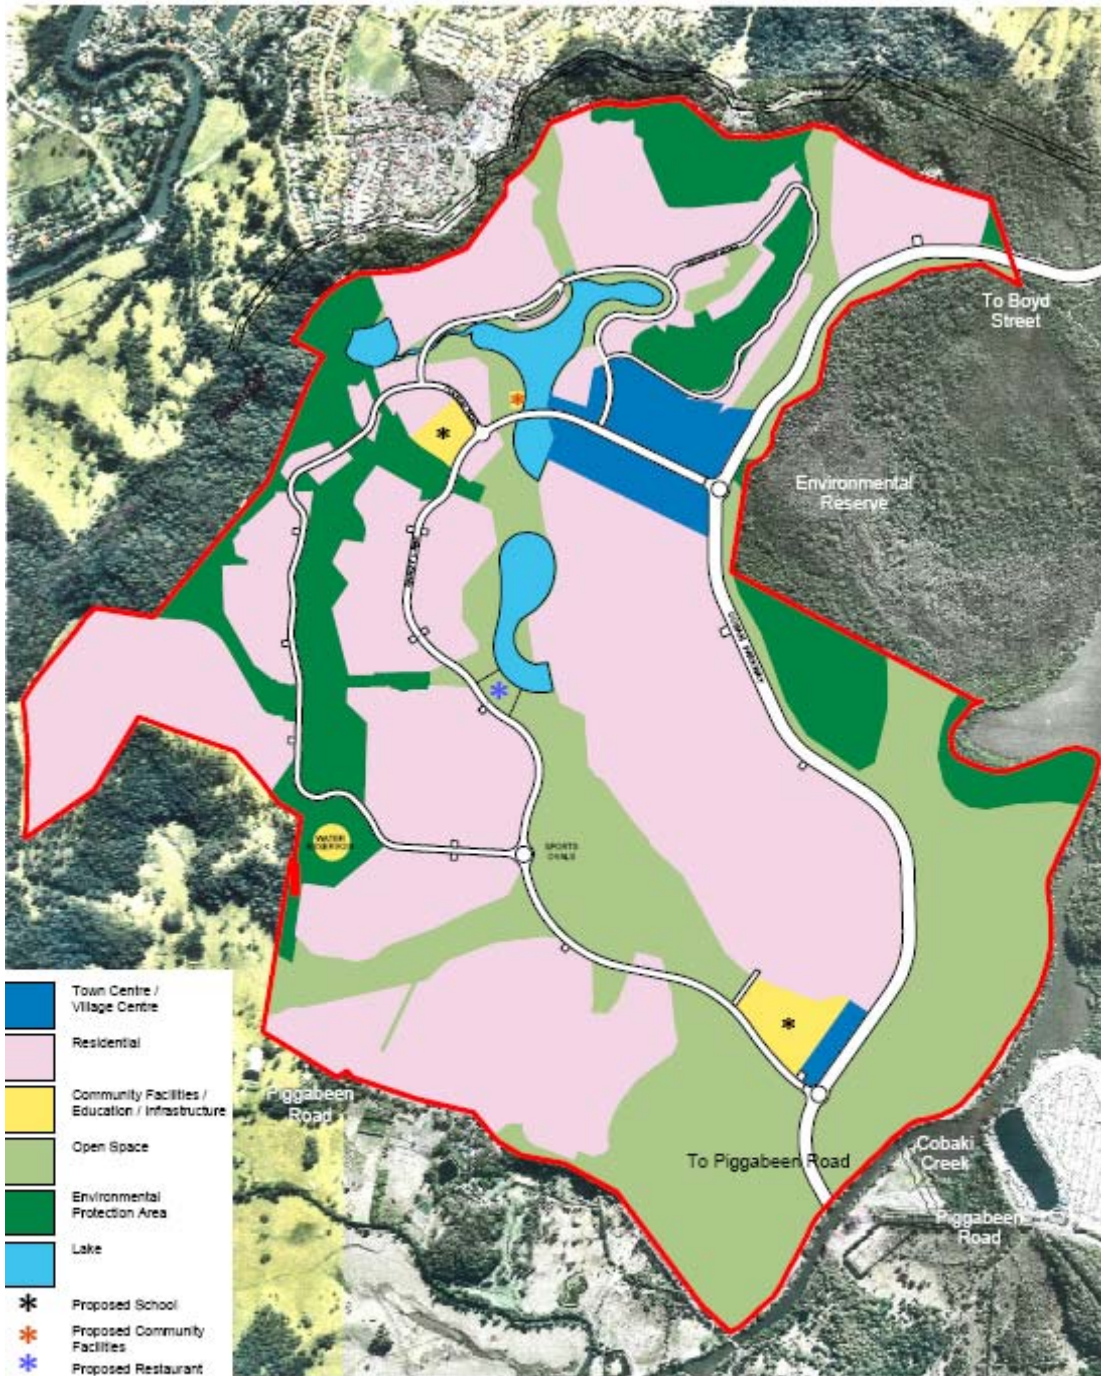 To Boyd
Street
Environmental
Reserve
WATER
RESERVOIR
SPORTS
OVALS
Town Centre /
Village Centre
Residential
Community Facilities /
Education / Infrastructure
Open Space
Environmental
Protection Area
Lake
Proposed School
Proposed Community
Facilities
Proposed Restaurant
Piggabeen
Road
To Piggabeen Road
Cobaki
Creek
Piggabeen
Road